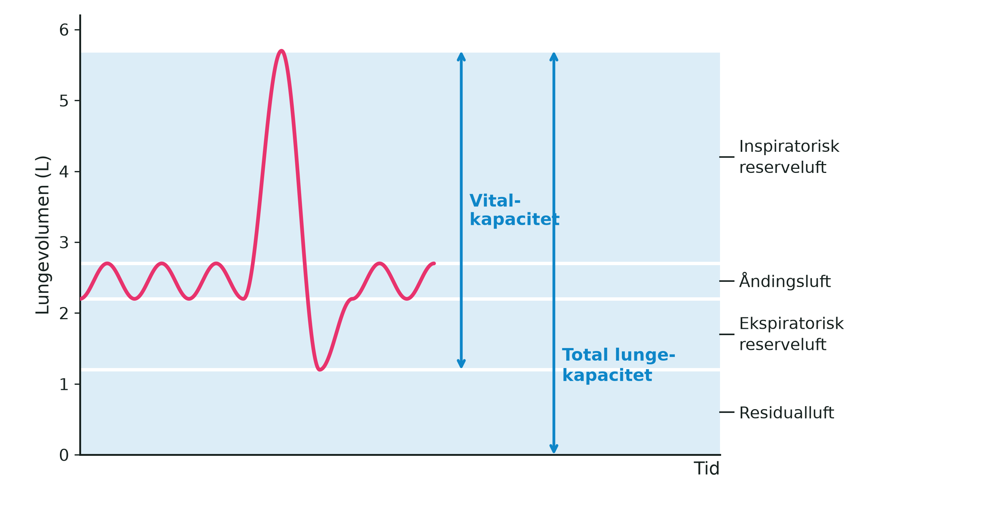 Lungevolumen (L)
6
5
4
3
2
1
0
Vital-
kapacitet
Total lunge-
kapacitet
Inspiratorisk
reserveluft
Åndingsluft
Ekspiratorisk
reserveluft
Residualluft
Tid